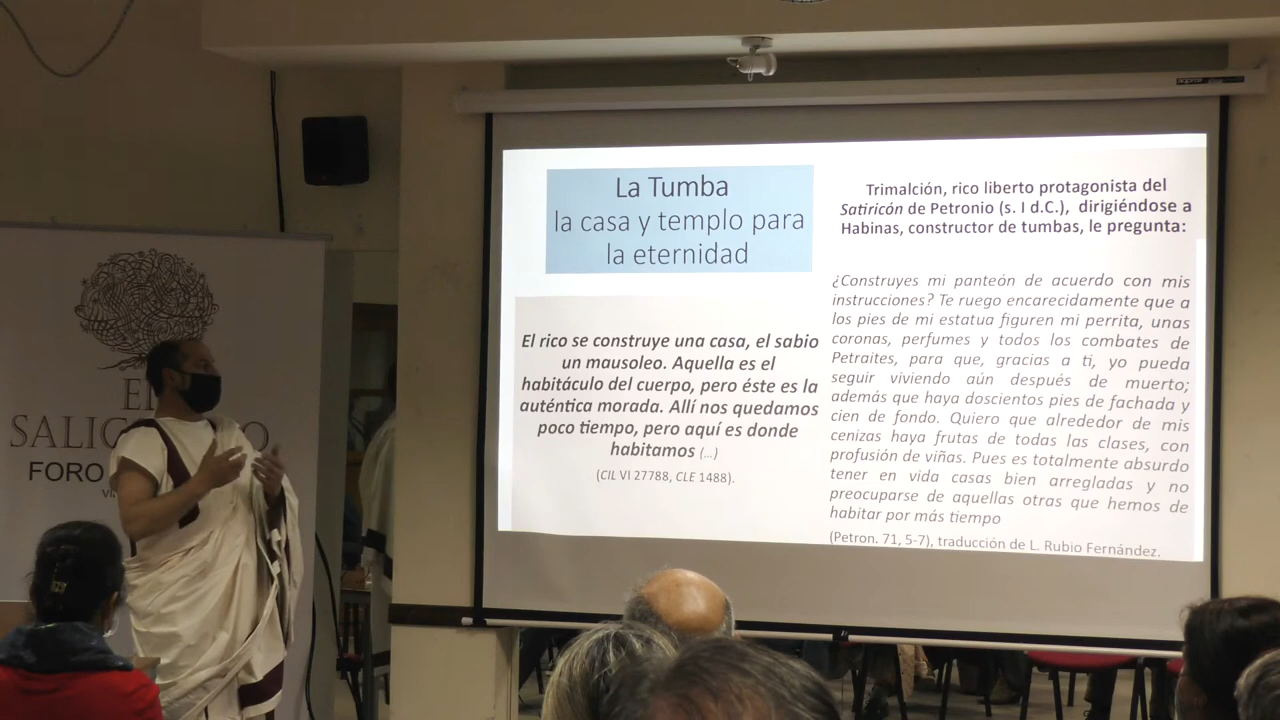 La Tumba
la casa y templo para
la eternidad
El rico se construye una casa, el sabio
un mausoleo. Aquella es el
habitáculo del cuerpo, pero éste es la
auténtica morada. Allí nos quedamos
poco tiempo, pero aquí es donde
habitamos (...)
(CIL VI 27788, CLE 1488).
Trimalción, rico liberto protagonista del
Satiricón de Petronio (s. I d.C.), dirigiéndose a
Habinas, constructor de tumbas, le pregunta:
¿Construyes mi panteón de acuerdo con mis
instrucciones? Te ruego encarecidamente que a
los pies de mi estatua figuren mi perrita, unas
coronas, perfumes y todos los combates de
Petraites, para que, gracias a ti, yo pueda
seguir viviendo aún después de muerto;
además que haya doscientos pies de fachada y
cien de fondo. Quiero que alrededor de mis
cenizas haya frutas de todas las clases, con
profusión de viñas. Pues es totalmente absurdo
tener en vida casas bien arregladas y no
preocuparse de aquellas otras que hemos de
habitar por más tiempo
(Petron. 71, 5-7), traducción de L. Rubio Fernández.
FORO